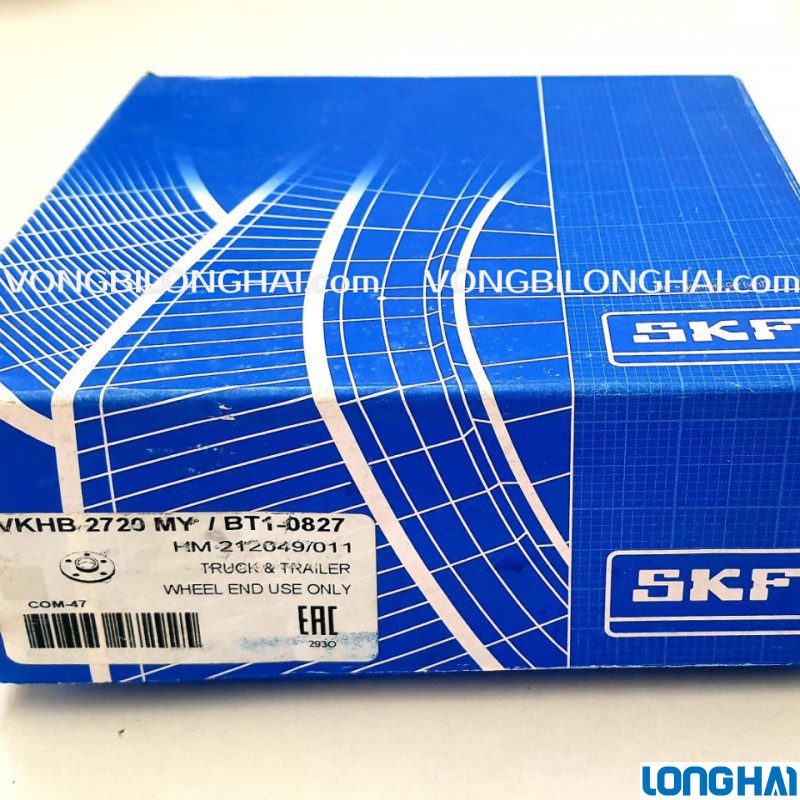 VONGBILONGHAI.com VONGBILONGHAI.com
SKF
VKHB 2720 MY / BT1-0827
HM-212049/011
TRUCK & TRAILER
WHEEL END USE ONLY
COM-47
EAC
2930
SKF
LONGHAI